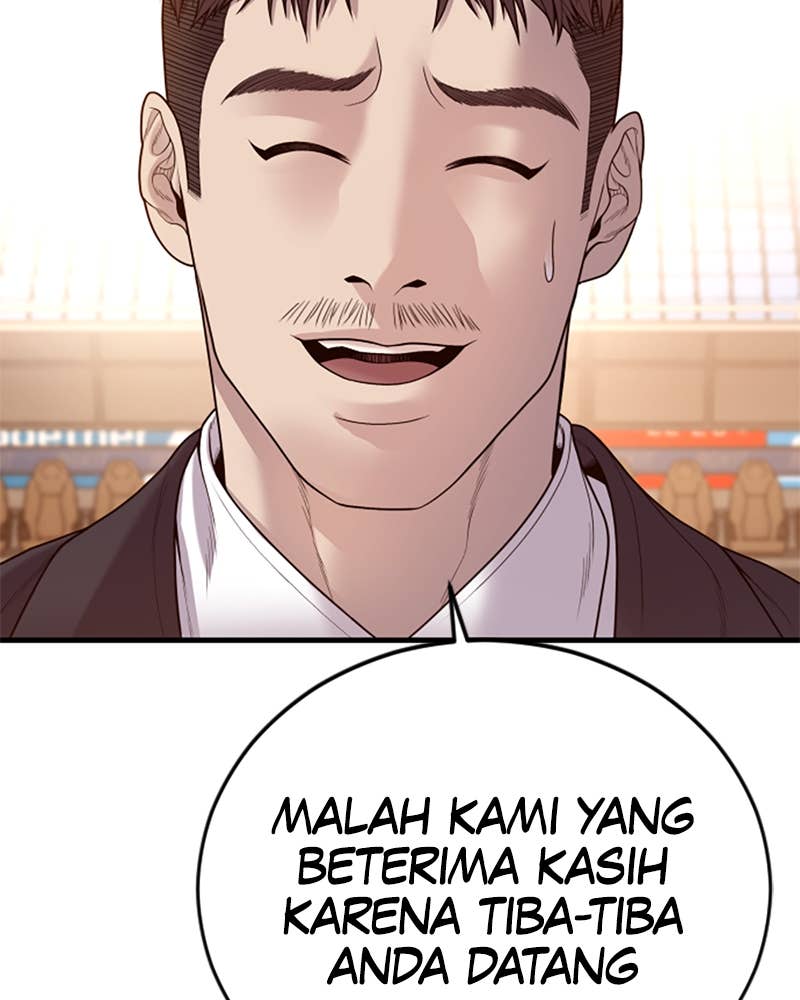 MALAH KAMI YANG
BETERIMA KASIH
KARENA TIBA-TIBA
ANDA DATANG